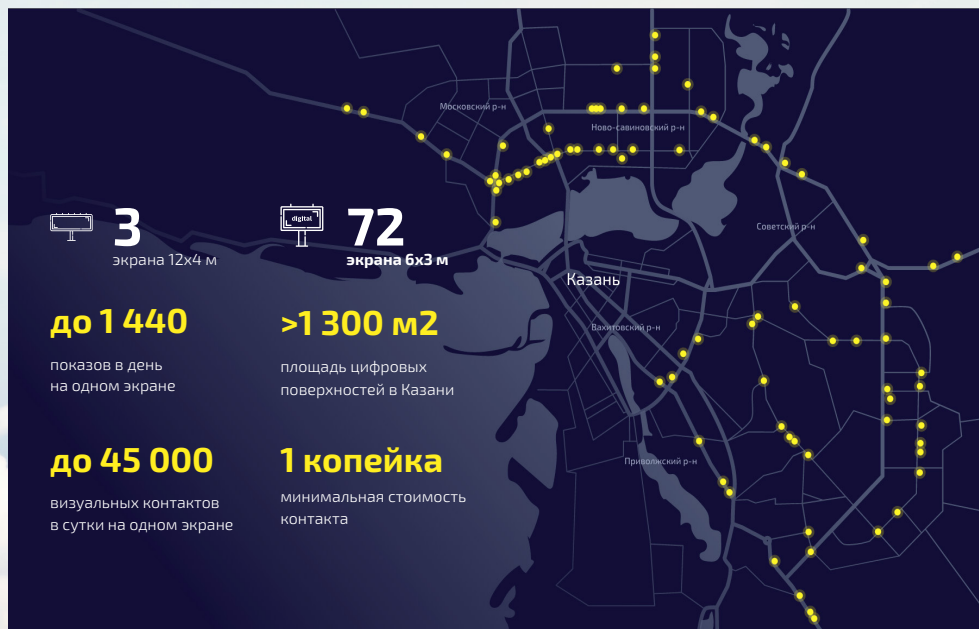 3
экрана 12x4 м
digital
72
экрана 6x3 м
до 1 440
показов в день
на одном экране
>1 300 м2
площадь цифровых
поверхностей в Казани
до 45 000
визуальных контактов
в сутки на одном экране
1 копейка
минимальная стоимость
контакта
Московский р-н
Ново-савиновский р-н
Советский р-н
Казань
Вахитовский р-н
Приволжский р-н